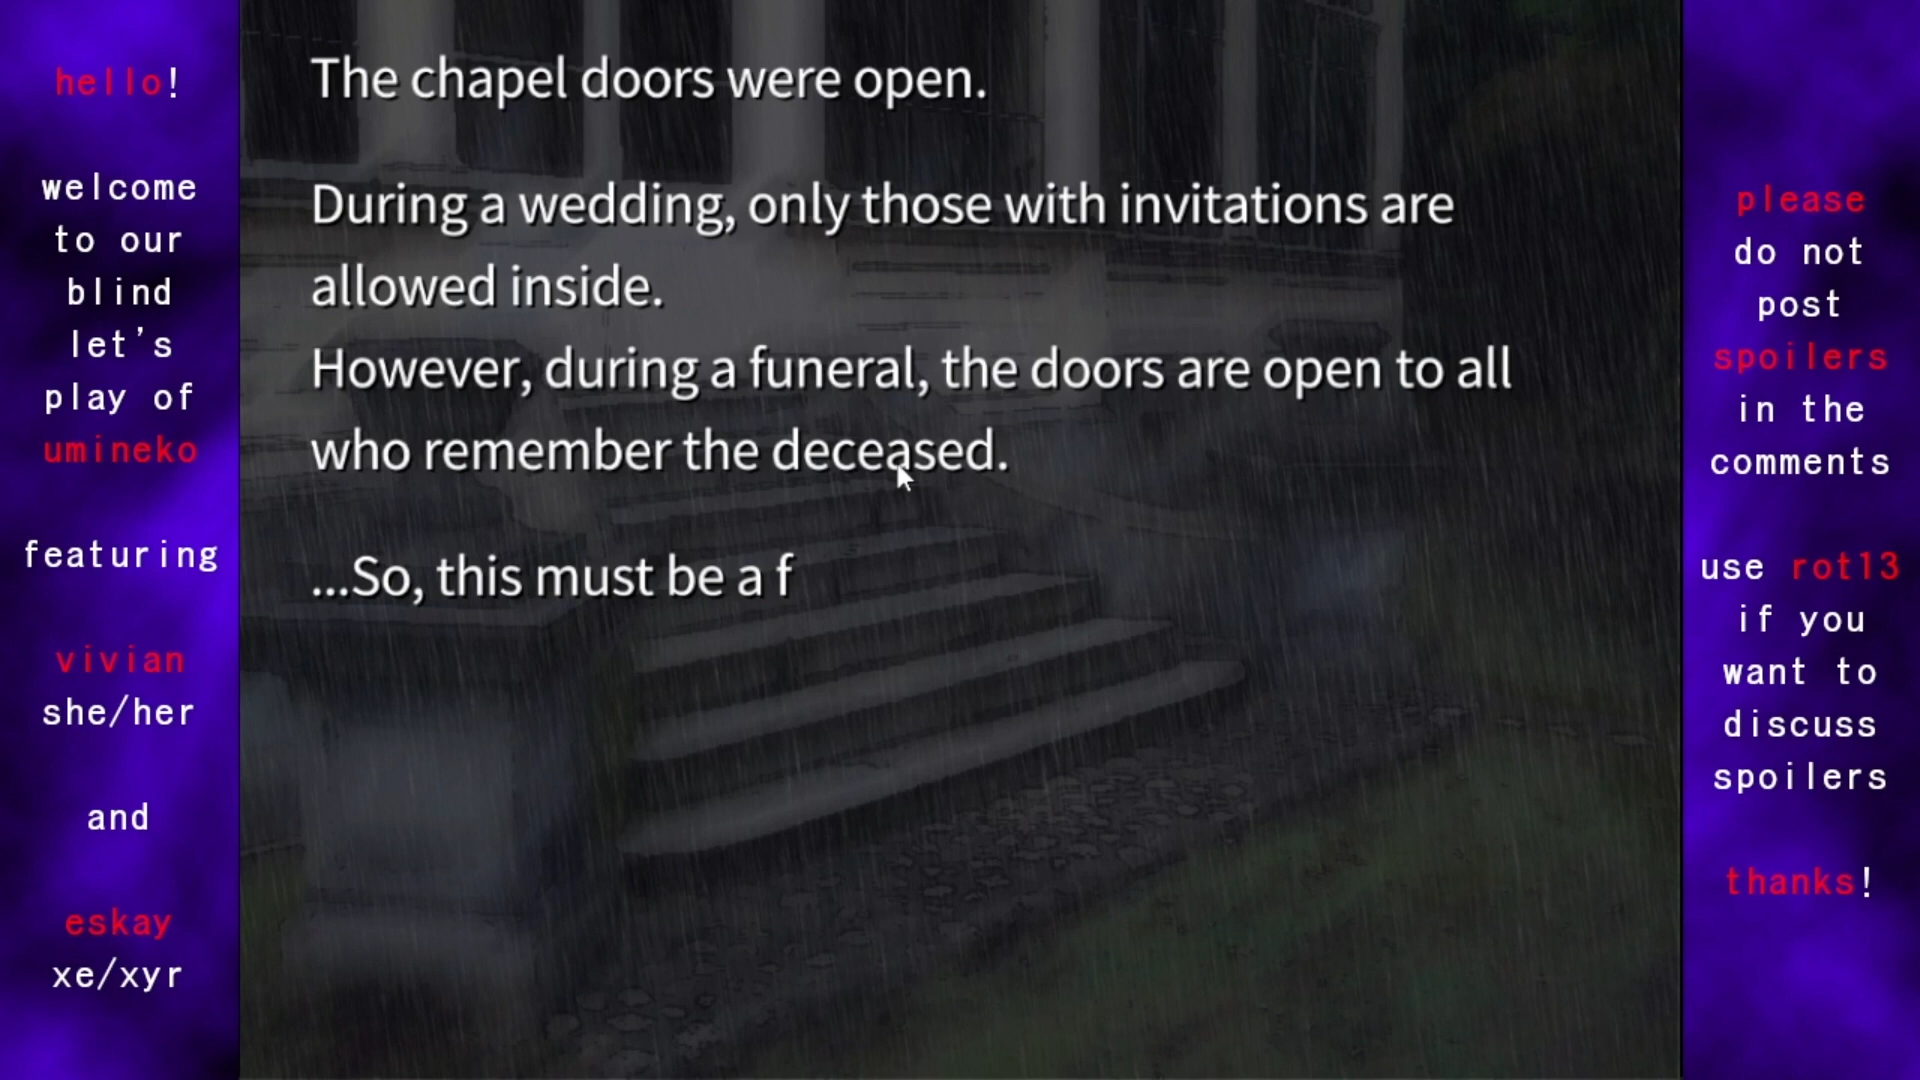 hello!
welcome
to our
blind
let's
play of
umineko
featuring
vivian
she/her
and
eskay
xe/xyr
The chapel doors were open.
During a wedding, only those with invitations are
allowed inside.
However, during a funeral, the doors are open to all
who remember the deceased.
...So, this must be a f
please
do not
post
spoilers
in the
comments
use rot13
if you
want to
discuss
spoilers
thanks!